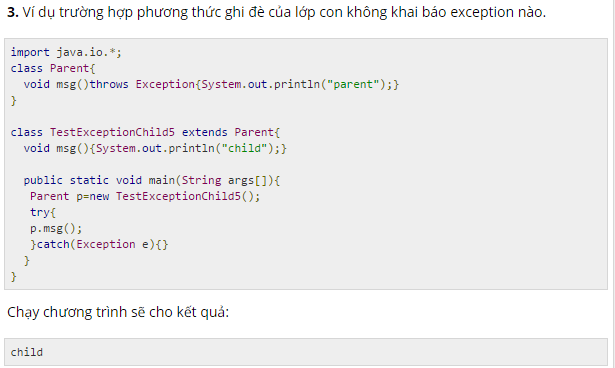 3. Ví dụ trường hợp phương thức ghi đè của lớp con không khai báo exception nào.
import java.io.*;
class Parent{
  void msg()throws Exception{System.out.println("parent");}
}
class TestExceptionChild5 extends Parent{
  void msg(){System.out.println("child");}
  public static void main(String args[]){
   Parent p=new TestExceptionChild5();
   try{
   p.msg();
   }catch(Exception e){}
  }
}
Chạy chương trình sẽ cho kết quả:
child